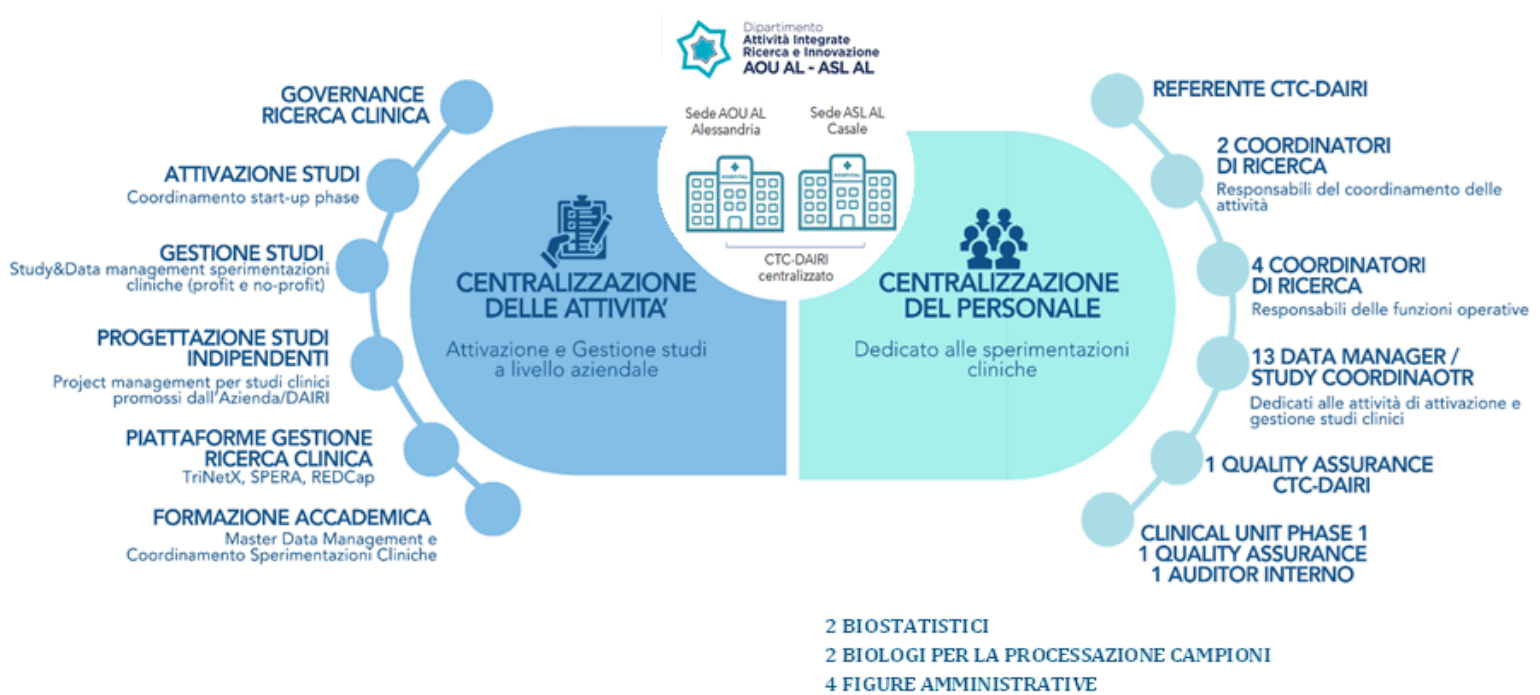 Dipartimento
Attività Integrate
Ricerca e Innovazione
AOU AL - ASL AL
Sede AOU AL
Alessandria
Sede ASL AL
Casale
HOSPITAL
HOSPITAL
CTC-DAIRI
centralizzato
GOVERNANCE
RICERCA CLINICA
ATTIVAZIONE STUDI
Coordinamento start-up phase
GESTIONE STUDI
Study&Data management sperimentazioni
cliniche (profit e no-profit)
PROGETTAZIONE STUDI
INDIPENDENTI
Project management per studi clinici
promossi dall'Azienda/DAIRI
PIATTAFORME GESTIONE
RICERCA CLINICA
TriNetX, SPERA, REDCap
FORMAZIONE ACCADEMICA
Master Data Management e
Coordinamento Sperimentazioni Cliniche
CENTRALIZZAZIONE
DELLE ATTIVITA'
Attivazione e Gestione studi
a livello aziendale
CENTRALIZZAZIONE
DEL PERSONALE
Dedicato alle sperimentazioni
cliniche
REFERENTE CTC-DAIRI
2 COORDINATORI
DI RICERCA
Responsabili del coordinamento delle
attività
4 COORDINATORI
DI RICERCA
Responsabili delle funzioni operative
13 DATA MANAGER /
STUDY COORDINAOTR
Dedicati alle attività di attivazione e
gestione studi clinici
1 QUALITY ASSURANCE
CTC-DAIRI
CLINICAL UNIT PHASE 1
1 QUALITY ASSURANCE
1 AUDITOR INTERNO
2 BIOSTATISTICI
2 BIOLOGI PER LA PROCESSAZIONE CAMPIONI
4 FIGURE AMMINISTRATIVE